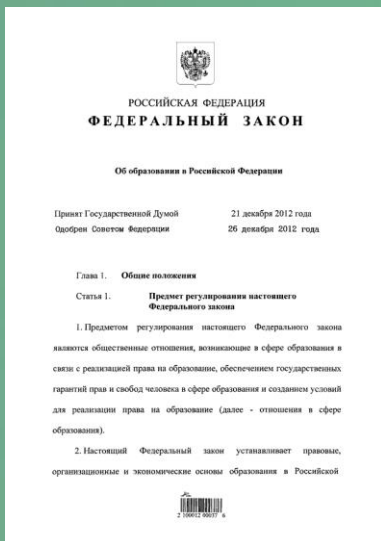 РОССИЙСКАЯ ФЕДЕРАЦИЯ
ФЕДЕРАЛЬНЫЙ ЗАКОН
Об образовании в Российской Федерации
Принят Государственной Думой 21 декабря 2012 года
Одобрен Советом Федерации 26 декабря 2012 года
Глава 1. Общие положения
Статья 1. Предмет регулирования настоящего
Федерального закона
1. Предметом регулирования настоящего Федерального закона
являются общественные отношения, возникающие в сфере образования в
связи с реализацией права на образование, обеспечением государственных
гарантий прав и свобод человека в сфере образования и созданием условий
для реализации права на образование (далее - отношения в сфере
образования).
2. Настоящий Федеральный закон устанавливает правовые,
организационные и экономические основы образования в Российской
2 100012 00057 6